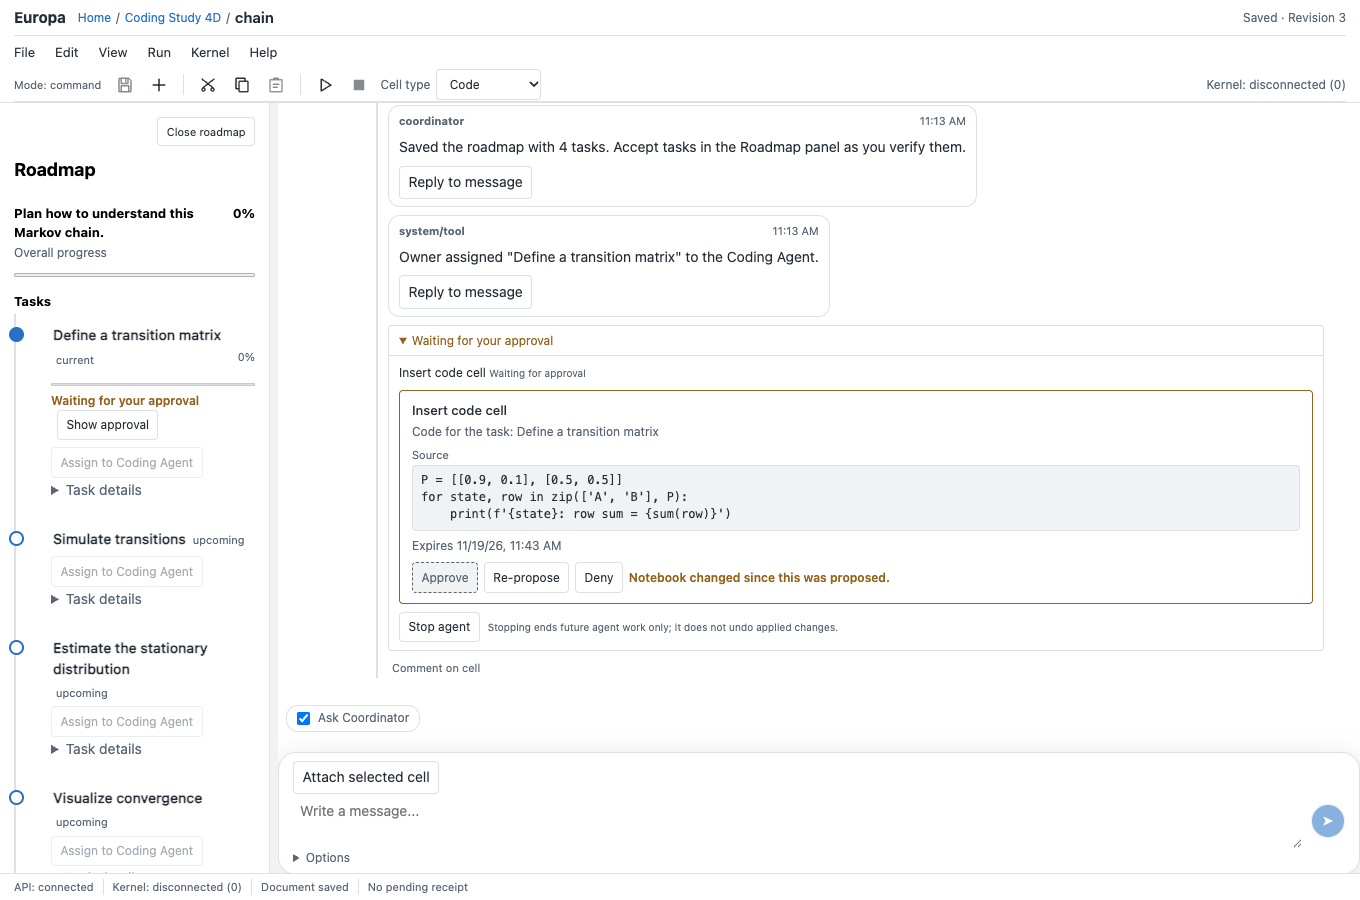 Europa Home / Coding Study 4D / chain
Saved · Revision 3
File Edit View Run Kernel Help
Mode: command
Cell type Code
Kernel: disconnected (0)
Close roadmap
Roadmap
Plan how to understand this 0%
Markov chain.
Overall progress
Tasks
Define a transition matrix
current 0%
Waiting for your approval
Show approval
Assign to Coding Agent
Task details
Simulate transitions upcoming
Assign to Coding Agent
Task details
Estimate the stationary
distribution
upcoming
Assign to Coding Agent
Task details
Visualize convergence
upcoming
Assign to Coding Agent
coordinator 11:13 AM
Saved the roadmap with 4 tasks. Accept tasks in the Roadmap panel as you verify them.
Reply to message
system/tool 11:13 AM
Owner assigned "Define a transition matrix" to the Coding Agent.
Reply to message
Waiting for your approval
Insert code cell Waiting for approval
Insert code cell
Code for the task: Define a transition matrix
Source
P = [[0.9, 0.1], [0.5, 0.5]]
for state, row in zip(['A', 'B'], P):
    print(f'{state}: row sum = {sum(row)}')
Expires 11/19/26, 11:43 AM
Approve Re-propose Deny Notebook changed since this was proposed.
Stop agent Stopping ends future agent work only; it does not undo applied changes.
Comment on cell
Ask Coordinator
Attach selected cell
Write a message...
Options
API: connected Kernel: disconnected (0) Document saved No pending receipt